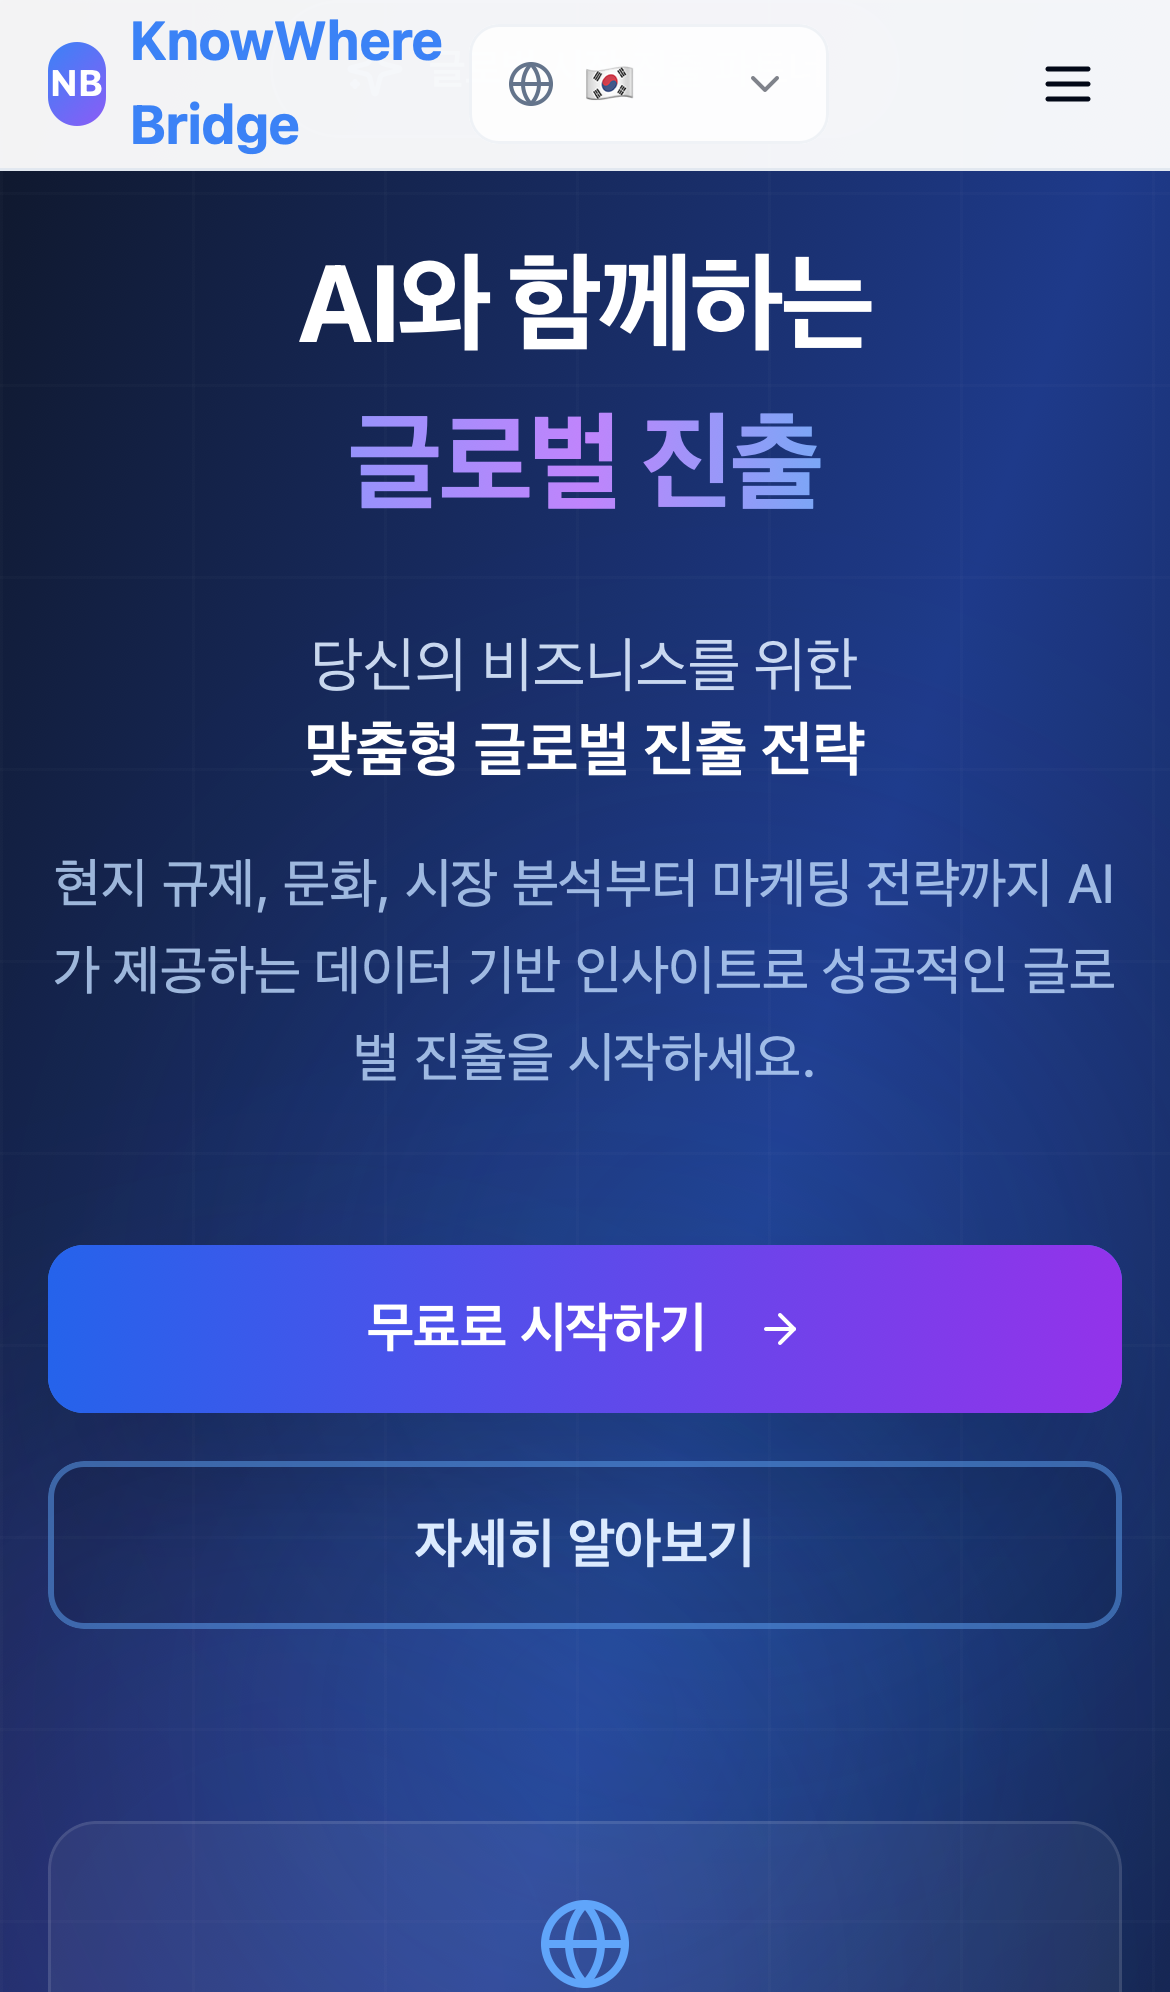 NB
KnowWhere
Bridge
AI와 함께하는
글로벌 진출
당신의 비즈니스를 위한
맞춤형 글로벌 진출 전략
현지 규제, 문화, 시장 분석부터 마케팅 전략까지 AI
가 제공하는 데이터 기반 인사이트로 성공적인 글로
벌 진출을 시작하세요.
무료로 시작하기
자세히 알아보기